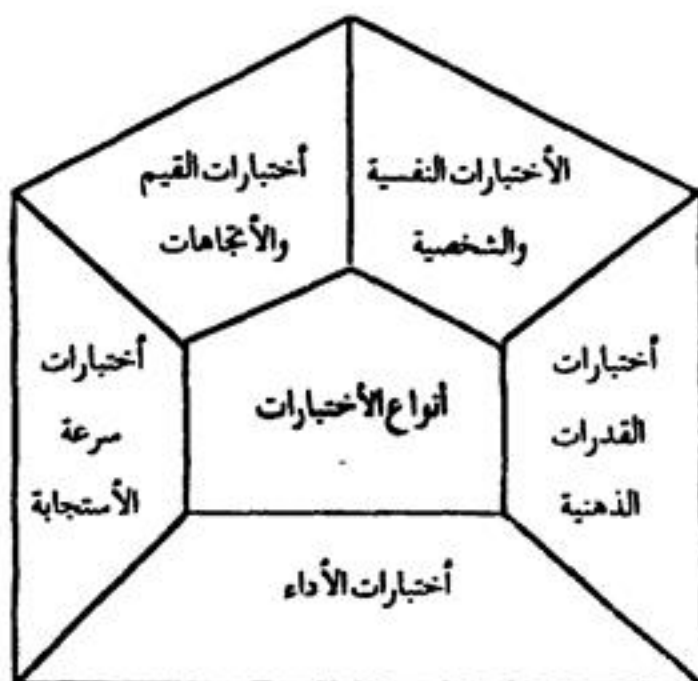 الأختبارات النفسية
والشخصية
أختبارات القيم
والأتجاهات
أختبارات
القدرات
الذهنية
أنواع الأختبارات
أختبارات
سرعة
الأستجابة
أختبارات الأداء